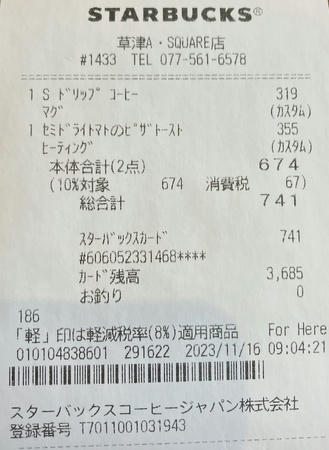 STARBUCKS®
草津A・SQUARE店
#1433 TEL 077-561-6578
1 S ﾄﾞﾘｯﾌﾟ ｺｰﾋｰ 319
ﾏｸﾞ (ｶｽﾀﾑ)
1 ｾﾐﾄﾞﾗｲﾄﾏﾄのﾋﾟｻﾞﾄｰｽﾄ 355
ﾋｰﾃｨﾝｸﾞ (ｶｽﾀﾑ)
本体合計(2点) 674
(10%対象 674 消費税 67)
総合計 741
ｽﾀｰﾊﾞｯｸｽｶｰﾄﾞ 741
#606052331468****
ｶｰﾄﾞ残高 3,685
お釣り 0
186
「軽」印は軽減税率(8%)適用商品 For Here
010104838601 291622 2023/11/16 09:04:21
スターバックスコーヒージャパン株式会社
登録番号 T7011001031943